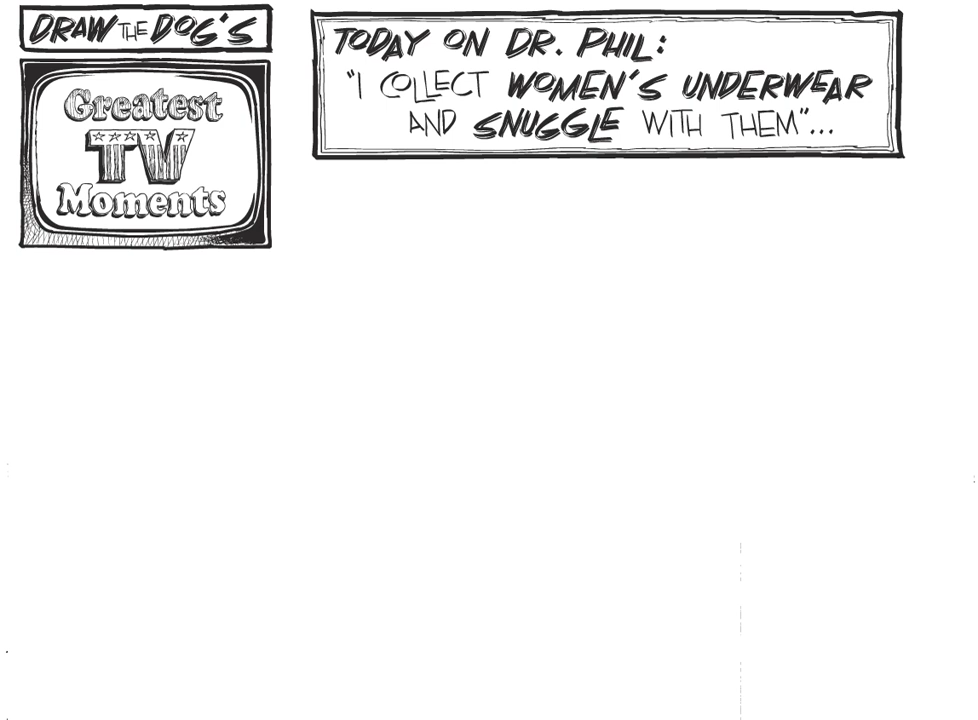 DRAW THE DOG'S
Greatest
TV
Moments
TODAY ON DR. PHIL:
"I COLLECT WOMEN'S UNDERWEAR
AND SNUGGLE WITH THEM"...